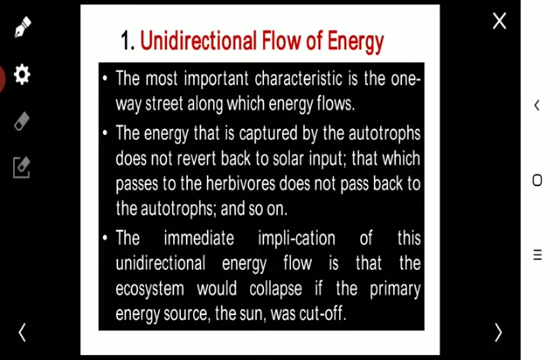 1. Unidirectional Flow of Energy
• The most important characteristic is the one-
way street along which energy flows.
• The energy that is captured by the autotrophs
does not revert back to solar input; that which
passes to the herbivores does not pass back to
the autotrophs; and so on.
• The immediate impli-cation of this
unidirectional energy flow is that the
ecosystem would collapse if the primary
energy source, the sun, was cut-off.